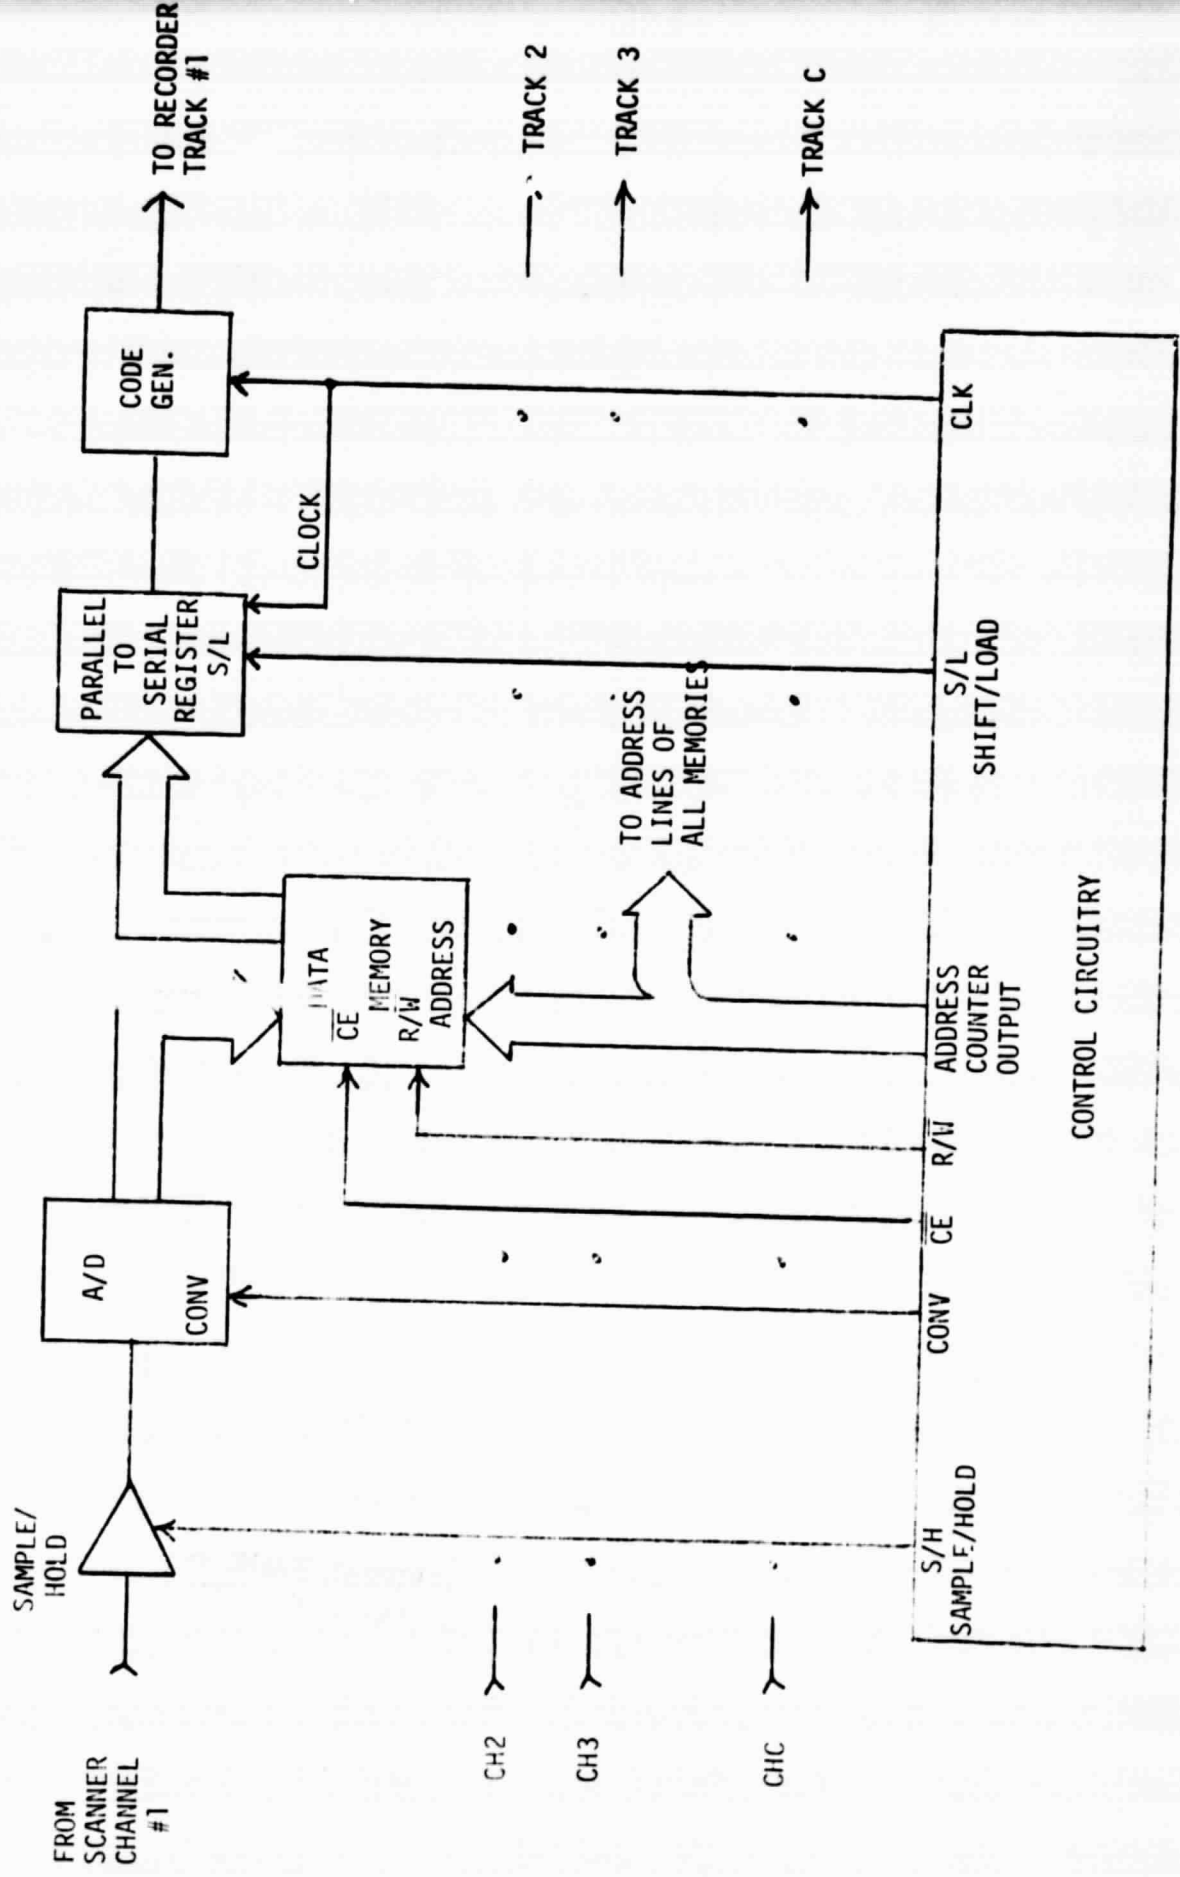 SAMPLE/
HOLD
FROM
SCANNER
CHANNEL
#1
A/D
CONV
DATA
C̅E̅
MEMORY
R/W̅
ADDRESS
PARALLEL
TO
SERIAL
REGISTER
S/L
CODE
GEN.
TO RECORDER
TRACK #1
CLOCK
CH2
TRACK 2
CH3
TRACK 3
TO ADDRESS
LINES OF
ALL MEMORIES
CHC
TRACK C
S/H
SAMPLE/HOLD
CONV
C̅E̅
R/W̅
ADDRESS
COUNTER
OUTPUT
S/L
SHIFT/LOAD
CLK
CONTROL CIRCUITRY